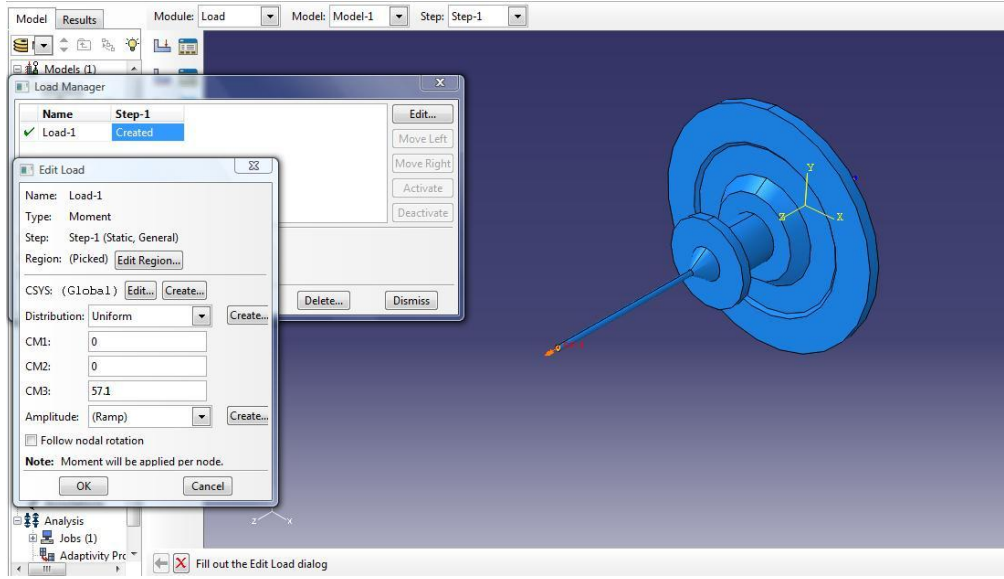 Model Results Module: Load Model: Model-1 Step: Step-1
Models (1)
Load Manager
Name Step-1 Edit...
Load-1 Created
Move Left
Move Right
Activate
Deactivate
Delete... Dismiss
Edit Load
Name: Load-1
Type: Moment
Step: Step-1 (Static, General)
Region: (Picked) Edit Region...
CSYS: (Global) Edit... Create...
Distribution: Uniform Create...
CM1: 0
CM2: 0
CM3: 57.1
Amplitude: (Ramp) Create...
Follow nodal rotation
Note: Moment will be applied per node.
OK Cancel
Analysis
Jobs (1)
Adaptivity Prc
Y
Z X
z x
Fill out the Edit Load dialog